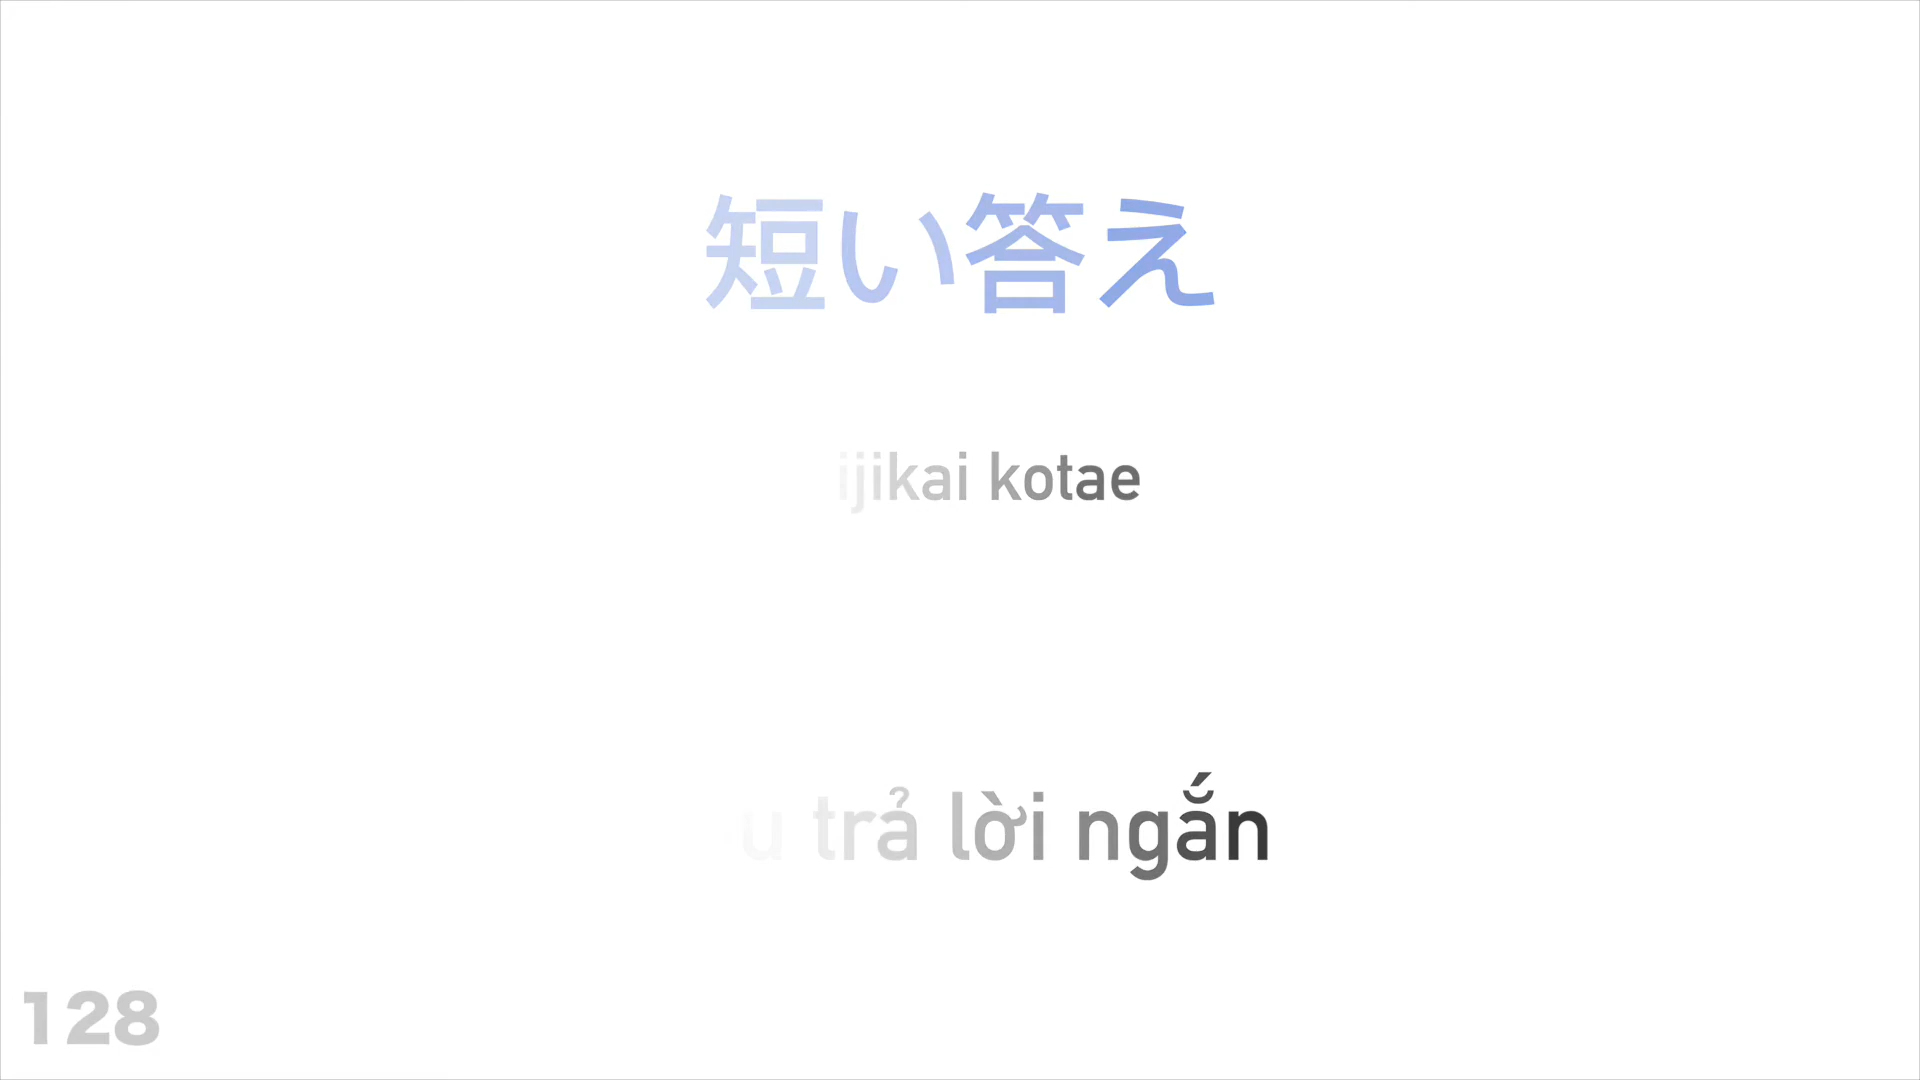 短い答え
ijikai kotae
trả lời ngắn
128